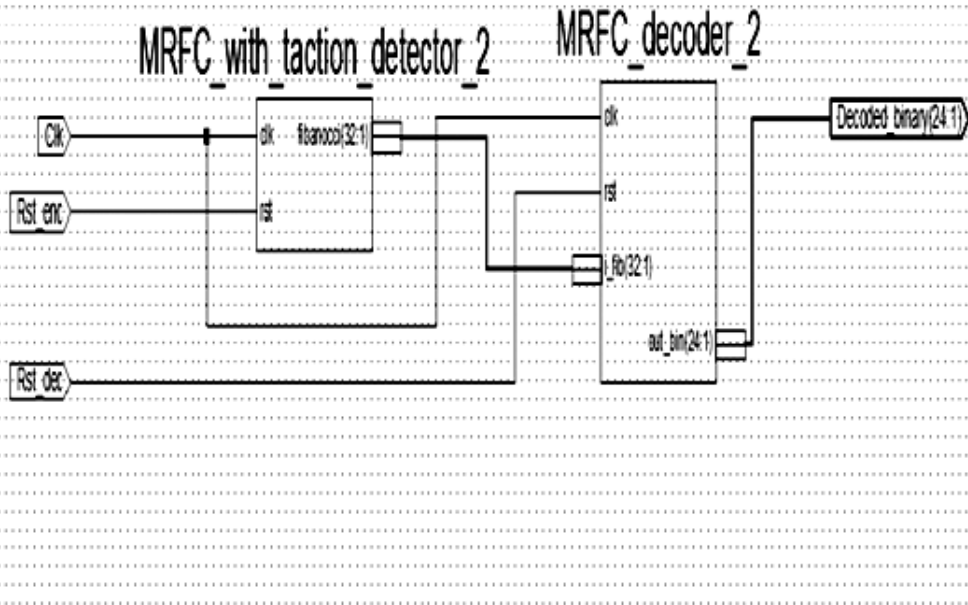 MRFC_with_taction_detector_2
MRFC_decoder_2
Clk
clk
fibanocci(32:1)
clk
Decoded_binary(24:1)
Rst_enc
rst
rst
i_fib(32:1)
out_bin(24:1)
Rst_dec